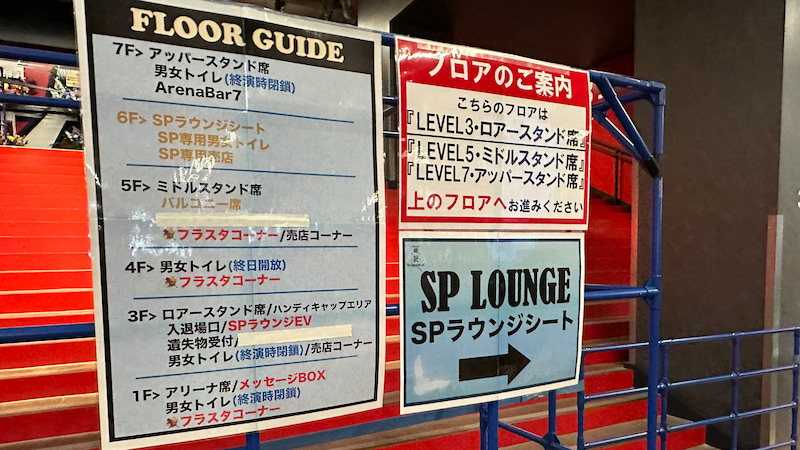 FLOOR GUIDE
7F> アッパースタンド席
男女トイレ(終演時閉鎖)
ArenaBar7
6F> SPラウンジシート
SP専用男女トイレ
SP専用売店
5F> ミドルスタンド席
バルコニー席
フラスタコーナー/売店コーナー
4F> 男女トイレ(終日開放)
フラスタコーナー
3F> ロアースタンド席/ハンディキャップエリア
入退場口/SPラウンジEV
遺失物受付/
男女トイレ(終演時閉鎖)/売店コーナー
1F> アリーナ席/メッセージBOX
男女トイレ(終演時閉鎖)
フラスタコーナー
フロアのご案内
こちらのフロアは
『LEVEL3・ロアースタンド席』
『LEVEL5・ミドルスタンド席』
『LEVEL7・アッパースタンド席』
上のフロアへお進みください
SP LOUNGE
SPラウンジシート